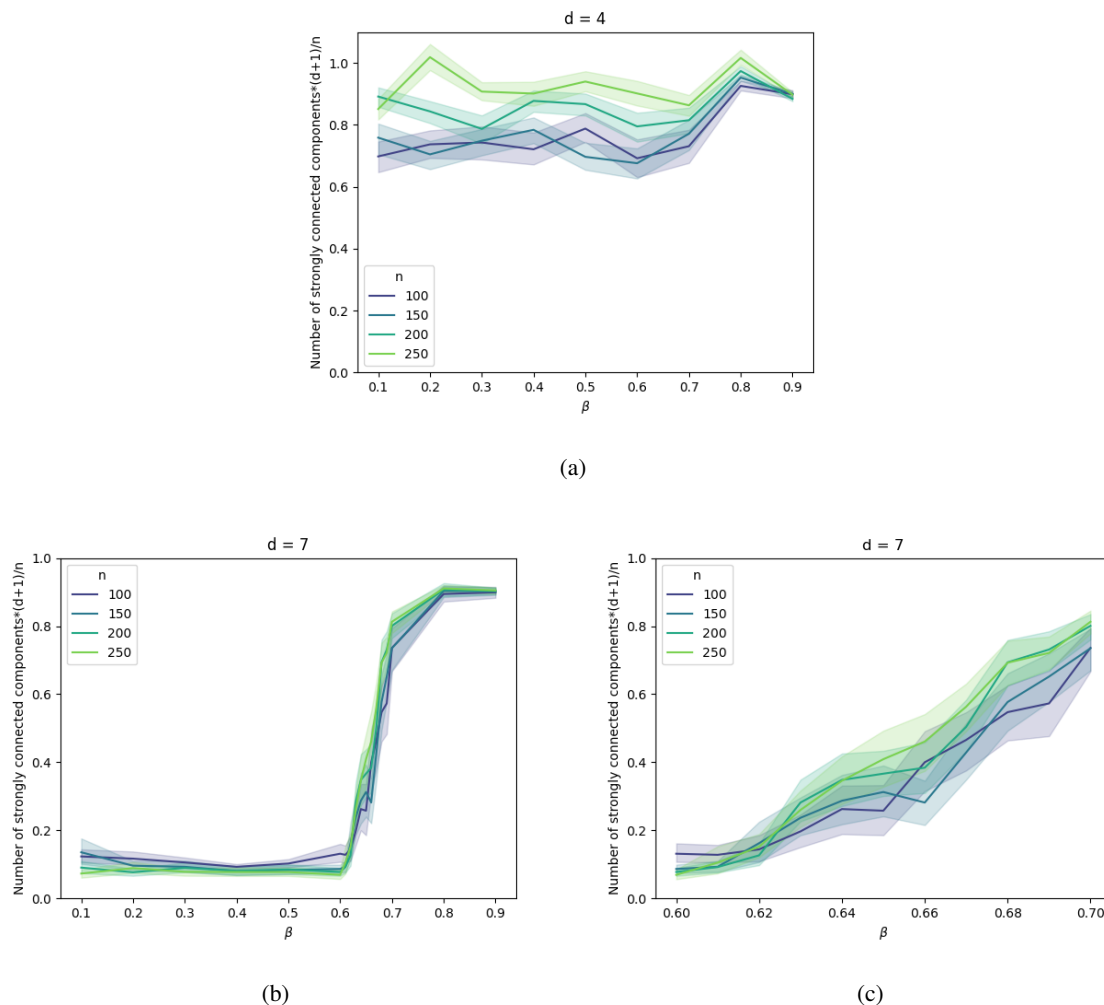 d = 4
Number of strongly connected components*(d+1)/n
1.0
0.8
0.6
0.4
0.2
0.0
n
100
150
200
250
0.1 0.2 0.3 0.4 0.5 0.6 0.7 0.8 0.9
β
(a)
d = 7
Number of strongly connected components*(d+1)/n
1.0
0.8
0.6
0.4
0.2
0.0
n
100
150
200
250
0.1 0.2 0.3 0.4 0.5 0.6 0.7 0.8 0.9
β
(b)
d = 7
Number of strongly connected components*(d+1)/n
1.0
0.8
0.6
0.4
0.2
0.0
n
100
150
200
250
0.60 0.62 0.64 0.66 0.68 0.70
β
(c)